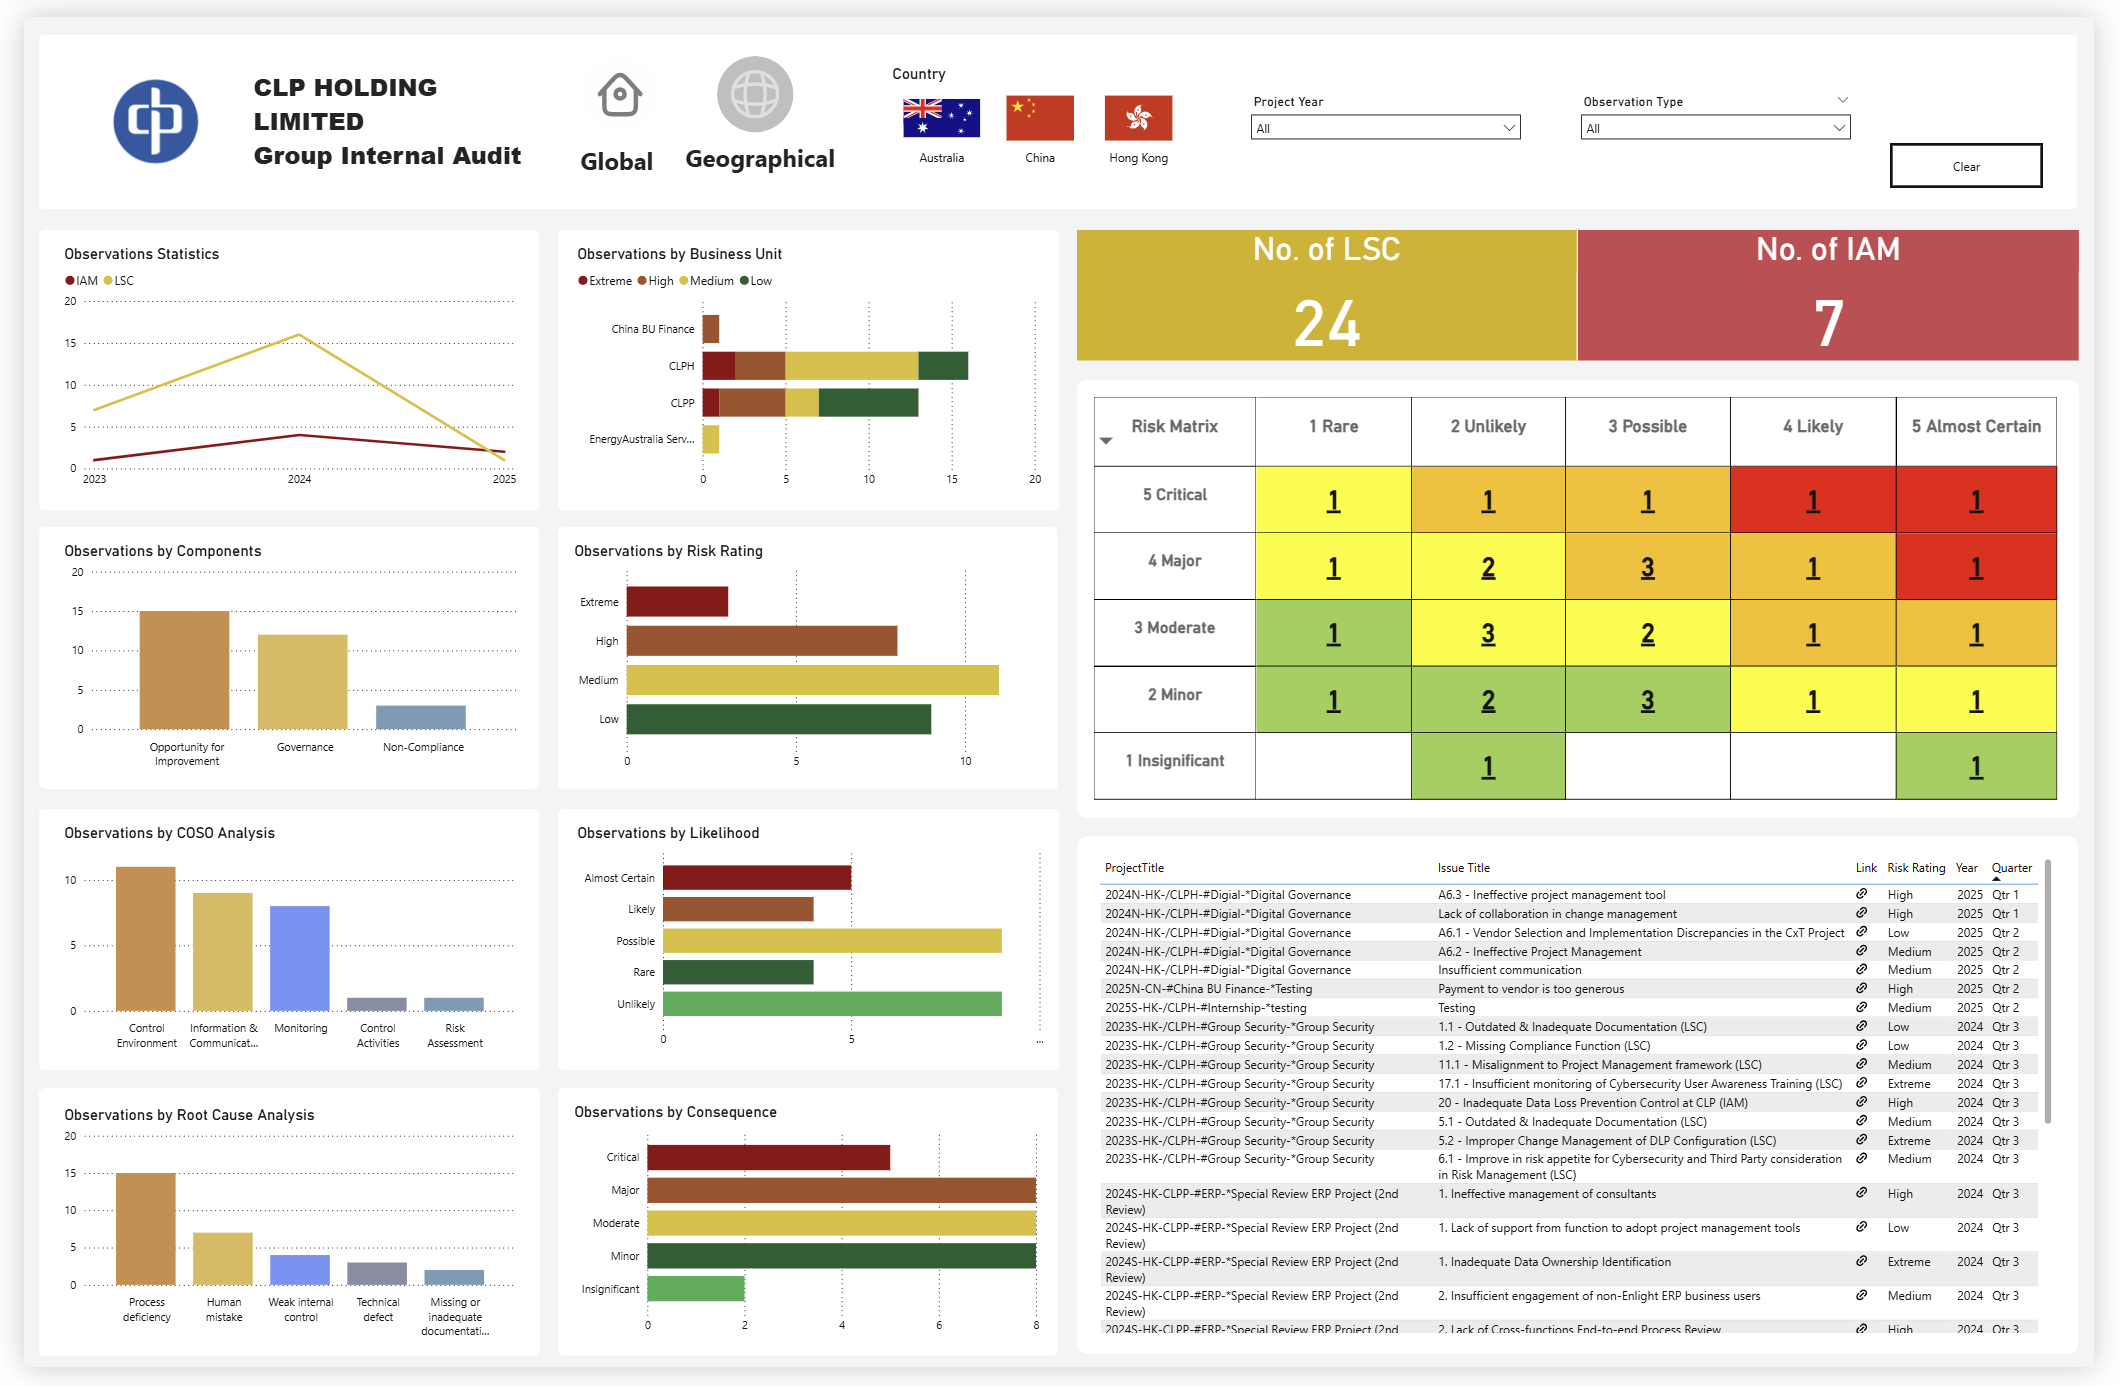 CLP HOLDING
LIMITED
Group Internal Audit
Global
Geographical
Country
Australia
China
Hong Kong
Project Year
All
Observation Type
All
Clear
Observations Statistics
IAM LSC
20
15
10
5
0
2023 2024 2025
Observations by Business Unit
Extreme High Medium Low
China BU Finance
CLPH
CLPP
EnergyAustralia Serv...
0 5 10 15 20
No. of LSC
24
No. of IAM
7
Risk Matrix 1 Rare 2 Unlikely 3 Possible 4 Likely 5 Almost Certain
5 Critical 1 1 1 1 1
4 Major 1 2 3 1 1
3 Moderate 1 3 2 1 1
2 Minor 1 2 3 1 1
1 Insignificant 1 1
Observations by Components
20
15
10
5
0
Opportunity for
Improvement
Governance
Non-Compliance
Observations by Risk Rating
Extreme
High
Medium
Low
0 5 10
Observations by COSO Analysis
10
5
0
Control
Environment
Information &
Communicat...
Monitoring
Control
Activities
Risk
Assessment
Observations by Likelihood
Almost Certain
Likely
Possible
Rare
Unlikely
0 5 ...
Observations by Root Cause Analysis
20
15
10
5
0
Process
deficiency
Human
mistake
Weak internal
control
Technical
defect
Missing or
inadequate
documentati...
Observations by Consequence
Critical
Major
Moderate
Minor
Insignificant
0 2 4 6 8
ProjectTitle Issue Title Link Risk Rating Year Quarter
2024N-HK-/CLPH-#Digial-*Digital Governance A6.3 - Ineffective project management tool High 2025 Qtr 1
2024N-HK-/CLPH-#Digial-*Digital Governance Lack of collaboration in change management High 2025 Qtr 1
2024N-HK-/CLPH-#Digial-*Digital Governance A6.1 - Vendor Selection and Implementation Discrepancies in the CxT Project Low 2025 Qtr 2
2024N-HK-/CLPH-#Digial-*Digital Governance A6.2 - Ineffective Project Management Medium 2025 Qtr 2
2024N-HK-/CLPH-#Digial-*Digital Governance Insufficient communication Medium 2025 Qtr 2
2025N-CN-#China BU Finance-*Testing Payment to vendor is too generous High 2025 Qtr 2
2025S-HK-/CLPH-#Internship-*testing Testing Medium 2025 Qtr 2
2023S-HK-/CLPH-#Group Security-*Group Security 1.1 - Outdated & Inadequate Documentation (LSC) Low 2024 Qtr 3
2023S-HK-/CLPH-#Group Security-*Group Security 1.2 - Missing Compliance Function (LSC) Low 2024 Qtr 3
2023S-HK-/CLPH-#Group Security-*Group Security 11.1 - Misalignment to Project Management framework (LSC) Medium 2024 Qtr 3
2023S-HK-/CLPH-#Group Security-*Group Security 17.1 - Insufficient monitoring of Cybersecurity User Awareness Training (LSC) Extreme 2024 Qtr 3
2023S-HK-/CLPH-#Group Security-*Group Security 20 - Inadequate Data Loss Prevention Control at CLP (IAM) High 2024 Qtr 3
2023S-HK-/CLPH-#Group Security-*Group Security 5.1 - Outdated & Inadequate Documentation (LSC) Medium 2024 Qtr 3
2023S-HK-/CLPH-#Group Security-*Group Security 5.2 - Improper Change Management of DLP Configuration (LSC) Extreme 2024 Qtr 3
2023S-HK-/CLPH-#Group Security-*Group Security 6.1 - Improve in risk appetite for Cybersecurity and Third Party consideration Medium 2024 Qtr 3
in Risk Management (LSC)
2024S-HK-CLPP-#ERP-*Special Review ERP Project (2nd 1. Ineffective management of consultants High 2024 Qtr 3
Review)
2024S-HK-CLPP-#ERP-*Special Review ERP Project (2nd 1. Lack of support from function to adopt project management tools Low 2024 Qtr 3
Review)
2024S-HK-CLPP-#ERP-*Special Review ERP Project (2nd 1. Inadequate Data Ownership Identification Extreme 2024 Qtr 3
Review)
2024S-HK-CLPP-#ERP-*Special Review ERP Project (2nd 2. Insufficient engagement of non-Enlight ERP business users Medium 2024 Qtr 3
Review)
2024S-HK-CLPP-#ERP-*Special Review ERP Project (2nd 2. Lack of Cross-functions End-to-end Process Review High 2024 Qtr 3